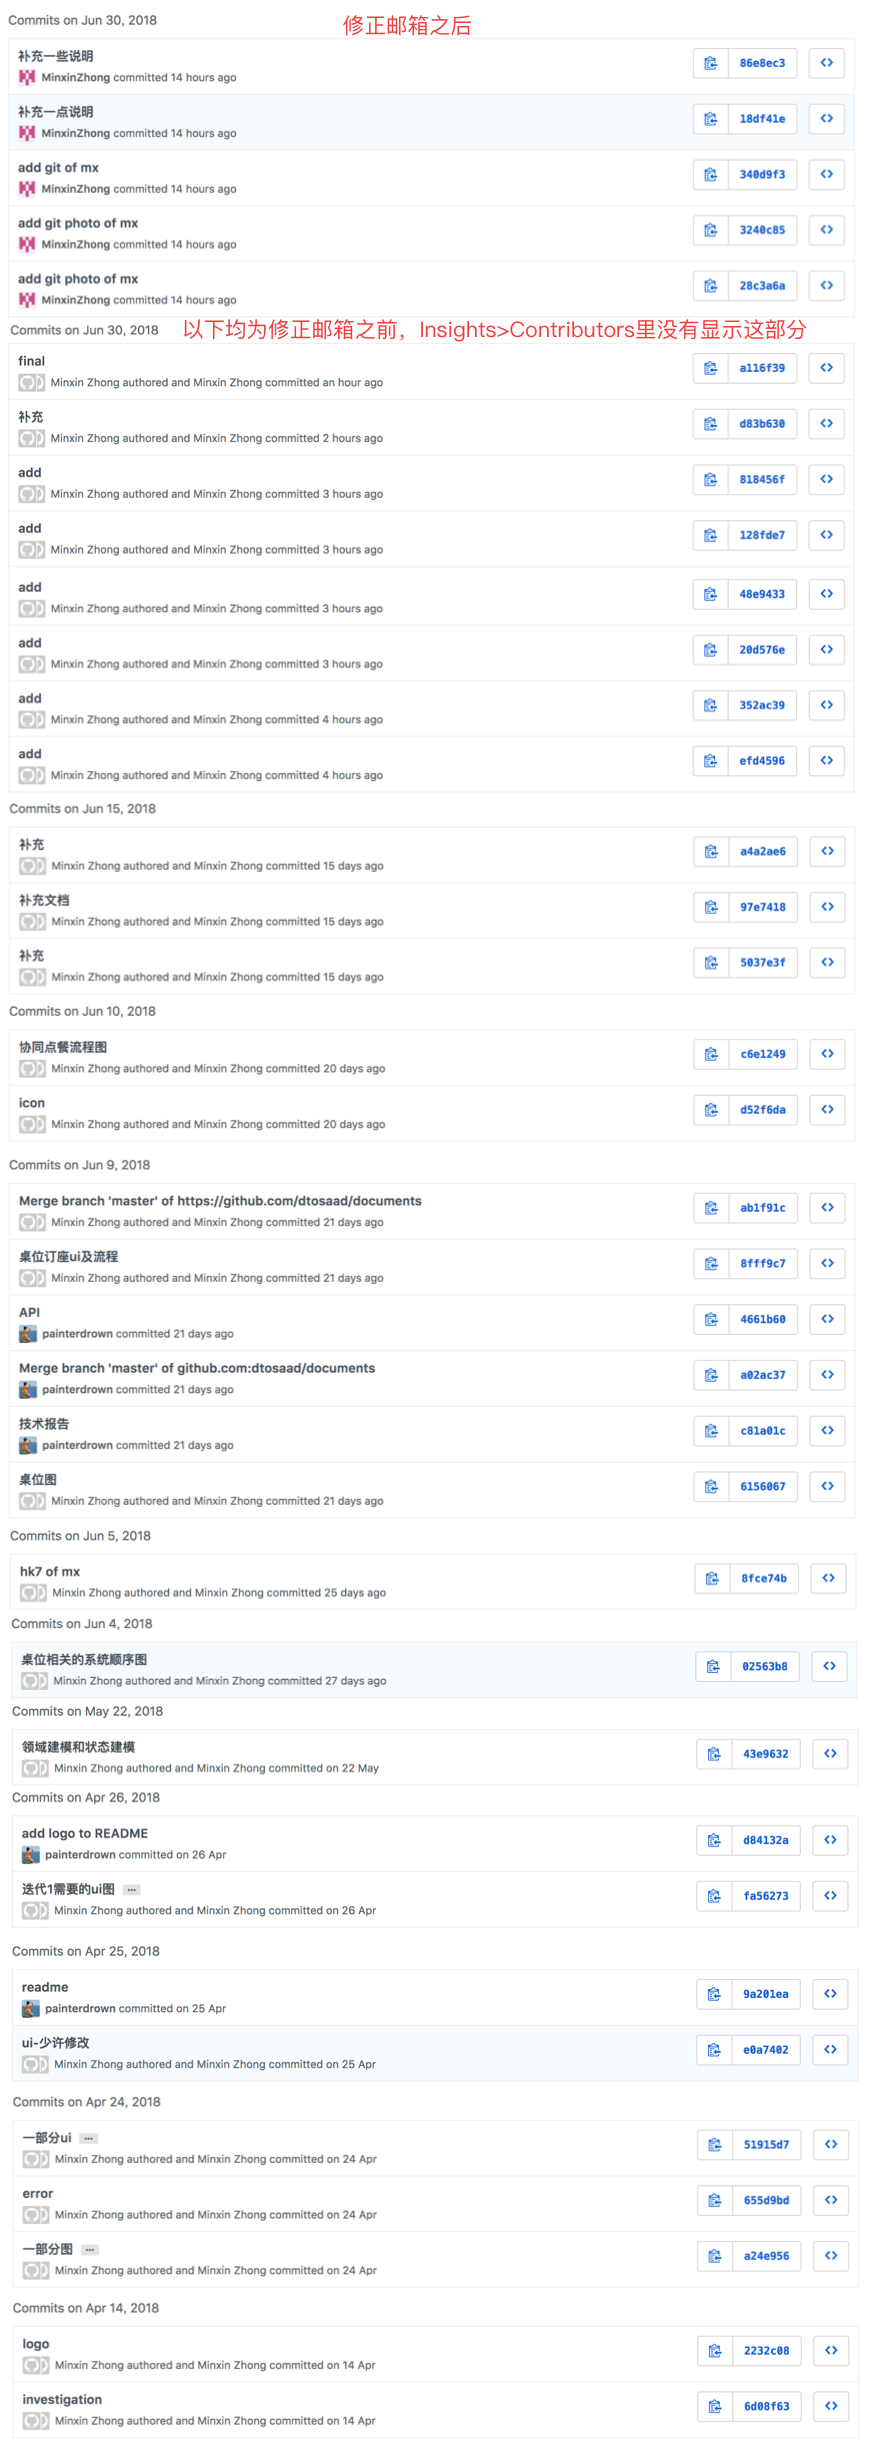 Commits on Jun 30, 2018
修正邮箱之后
补充一些说明
MinxinZhong committed 14 hours ago
86e8ec3
补充一点说明
MinxinZhong committed 14 hours ago
18df41e
add git of mx
MinxinZhong committed 14 hours ago
340d9f3
add git photo of mx
MinxinZhong committed 14 hours ago
3240c85
add git photo of mx
MinxinZhong committed 14 hours ago
28c3a6a
Commits on Jun 30, 2018
以下均为修正邮箱之前，Insights>Contributors里没有显示这部分
final
Minxin Zhong authored and Minxin Zhong committed an hour ago
a116f39
补充
Minxin Zhong authored and Minxin Zhong committed 2 hours ago
d83b630
add
Minxin Zhong authored and Minxin Zhong committed 3 hours ago
818456f
add
Minxin Zhong authored and Minxin Zhong committed 3 hours ago
128fde7
add
Minxin Zhong authored and Minxin Zhong committed 3 hours ago
48e9433
add
Minxin Zhong authored and Minxin Zhong committed 3 hours ago
20d576e
add
Minxin Zhong authored and Minxin Zhong committed 4 hours ago
352ac39
add
Minxin Zhong authored and Minxin Zhong committed 4 hours ago
efd4596
Commits on Jun 15, 2018
补充
Minxin Zhong authored and Minxin Zhong committed 15 days ago
a4a2ae6
补充文档
Minxin Zhong authored and Minxin Zhong committed 15 days ago
97e7418
补充
Minxin Zhong authored and Minxin Zhong committed 15 days ago
5037e3f
Commits on Jun 10, 2018
协同点餐流程图
Minxin Zhong authored and Minxin Zhong committed 20 days ago
c6e1249
icon
Minxin Zhong authored and Minxin Zhong committed 20 days ago
d52f6da
Commits on Jun 9, 2018
Merge branch 'master' of https://github.com/dtosaad/documents
Minxin Zhong authored and Minxin Zhong committed 21 days ago
ab1f91c
桌位订座ui及流程
Minxin Zhong authored and Minxin Zhong committed 21 days ago
8fff9c7
API
painterdrown committed 21 days ago
4661b60
Merge branch 'master' of github.com:dtosaad/documents
painterdrown committed 21 days ago
a02ac37
技术报告
painterdrown committed 21 days ago
c81a01c
桌位图
Minxin Zhong authored and Minxin Zhong committed 21 days ago
6156067
Commits on Jun 5, 2018
hk7 of mx
Minxin Zhong authored and Minxin Zhong committed 25 days ago
8fce74b
Commits on Jun 4, 2018
桌位相关的系统顺序图
Minxin Zhong authored and Minxin Zhong committed 27 days ago
02563b8
Commits on May 22, 2018
领域建模和状态建模
Minxin Zhong authored and Minxin Zhong committed on 22 May
43e9632
Commits on Apr 26, 2018
add logo to README
painterdrown committed on 26 Apr
d84132a
迭代1需要的ui图 …
Minxin Zhong authored and Minxin Zhong committed on 26 Apr
fa56273
Commits on Apr 25, 2018
readme
painterdrown committed on 25 Apr
9a201ea
ui-少许修改
Minxin Zhong authored and Minxin Zhong committed on 25 Apr
e0a7402
Commits on Apr 24, 2018
一部分ui …
Minxin Zhong authored and Minxin Zhong committed on 24 Apr
51915d7
error
Minxin Zhong authored and Minxin Zhong committed on 24 Apr
655d9bd
一部分图 …
Minxin Zhong authored and Minxin Zhong committed on 24 Apr
a24e956
Commits on Apr 14, 2018
logo
Minxin Zhong authored and Minxin Zhong committed on 14 Apr
2232c08
investigation
Minxin Zhong authored and Minxin Zhong committed on 14 Apr
6d08f63